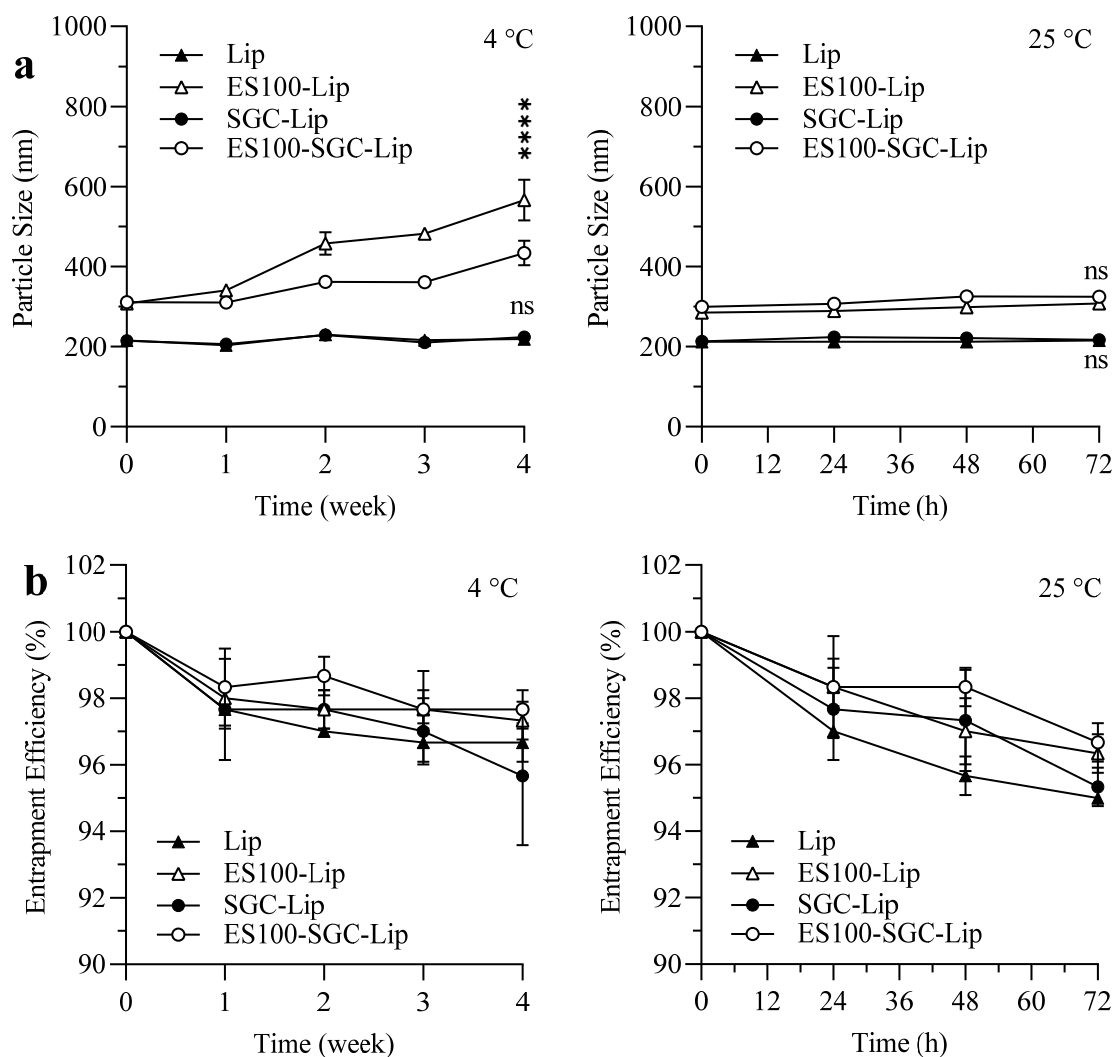 a
4 °C
Lip
ES100-Lip
SGC-Lip
ES100-SGC-Lip
****
ns
1000
800
600
400
200
0
Particle Size (nm)
0 1 2 3 4
Time (week)
25 °C
Lip
ES100-Lip
SGC-Lip
ES100-SGC-Lip
ns
ns
1000
800
600
400
200
0
Particle Size (nm)
0 12 24 36 48 60 72
Time (h)
b
4 °C
102
100
98
96
94
92
90
Entrapment Efficiency (%)
Lip
ES100-Lip
SGC-Lip
ES100-SGC-Lip
0 1 2 3 4
Time (week)
25 °C
102
100
98
96
94
92
90
Entrapment Efficiency (%)
Lip
ES100-Lip
SGC-Lip
ES100-SGC-Lip
0 12 24 36 48 60 72
Time (h)